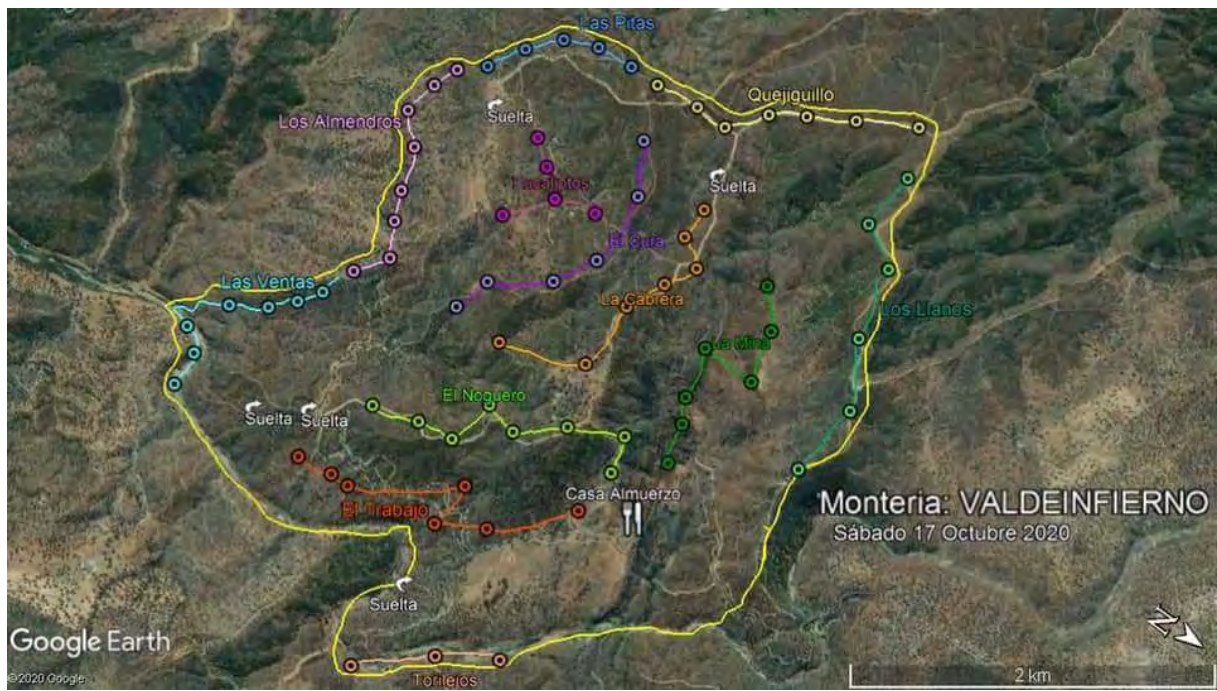 Las Pitas
Quejiguillo
Los Almendros
Suelta
Suelta
Eucaliptos
El Cura
Las Ventas
La Cabrera
Los Llanos
La Mina
El Noguero
Suelta
Suelta
Casa Almuerzo
El Trabajo
Monteria: VALDEINFIERNO
Sábado 17 Octubre 2020
Suelta
N
Google Earth
©2020 Google
Torilejos
2 km